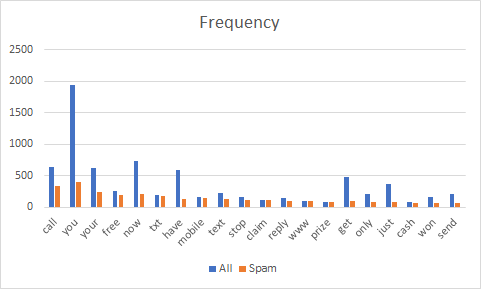 Frequency
2500
2000
1500
1000
500
0
call
you
your
free
now
txt
have
mobile
text
stop
claim
reply
www
prize
get
only
just
cash
won
send
All Spam